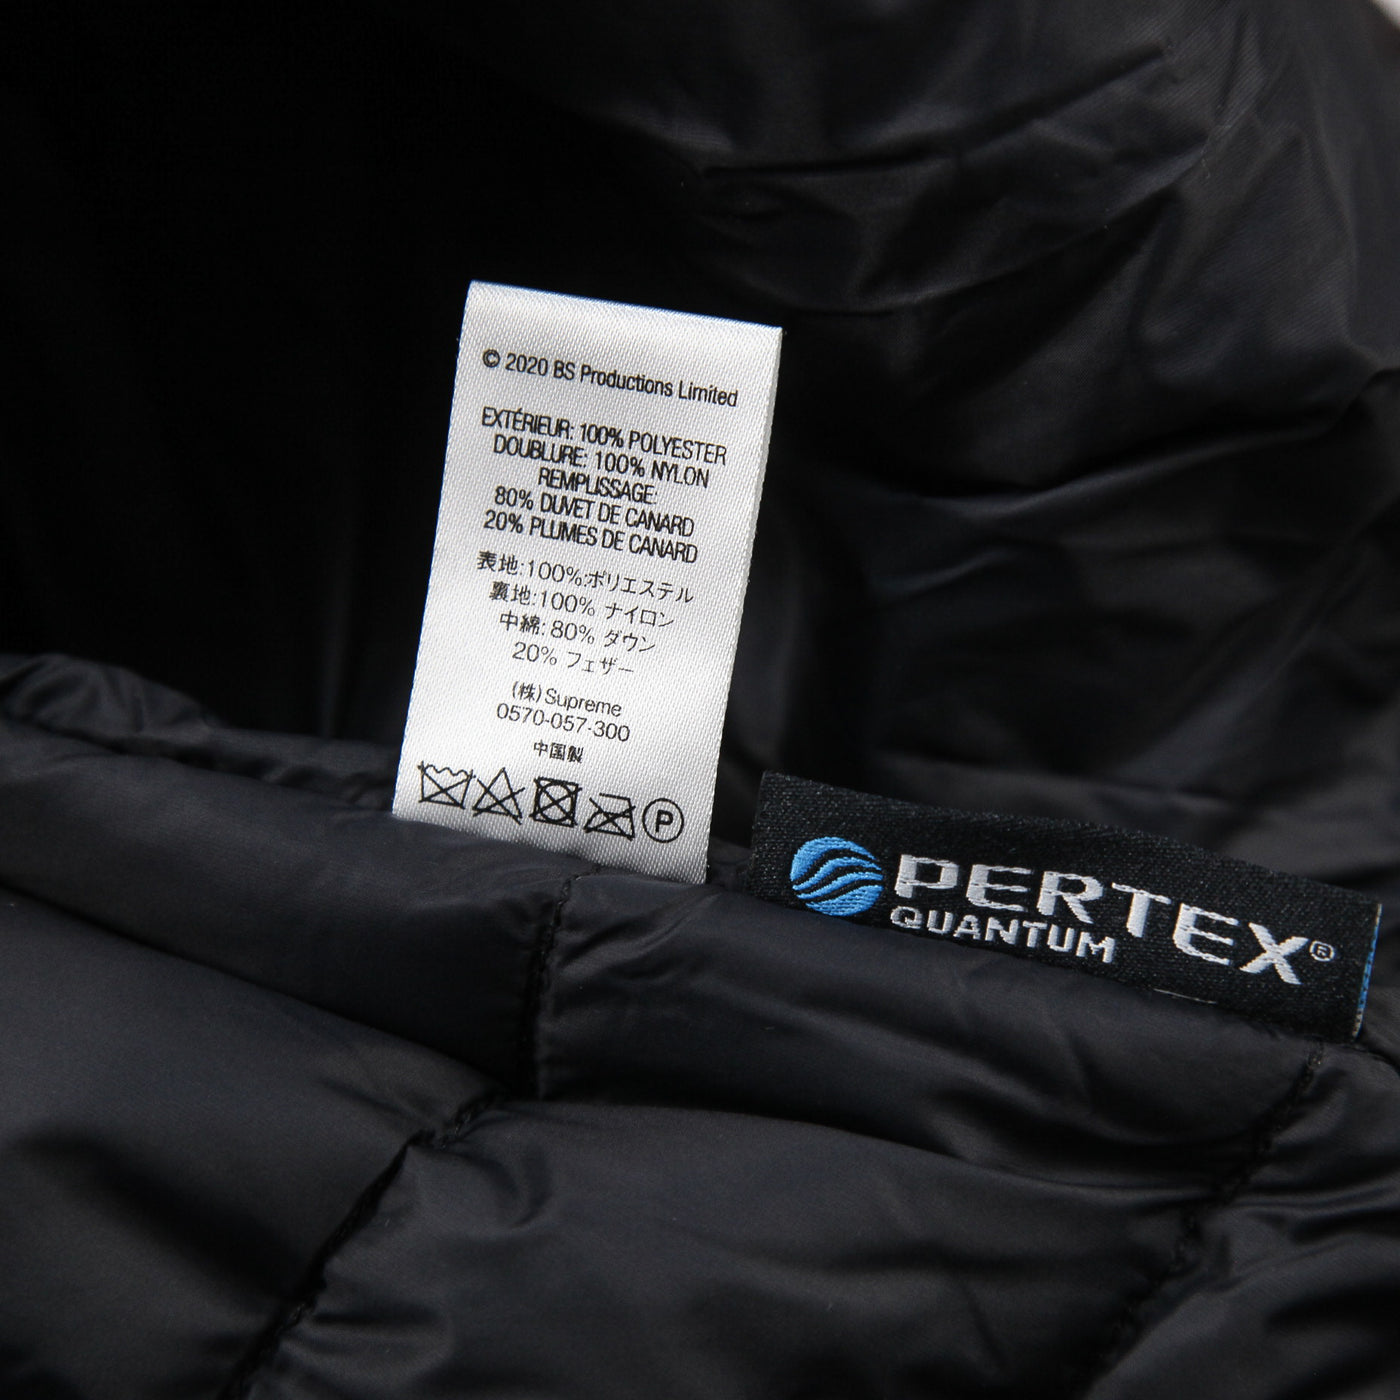 © 2020 BS Productions Limited
EXTÉRIEUR: 100% POLYESTER
DOUBLURE: 100% NYLON
REMPLISSAGE:
80% DUVET DE CANARD
20% PLUMES DE CANARD
表地:100%:ポリエステル
裏地:100% ナイロン
中綿: 80% ダウン
20% フェザー
(株)Supreme
0570-057-300
中国製
P
PERTEX®
QUANTUM